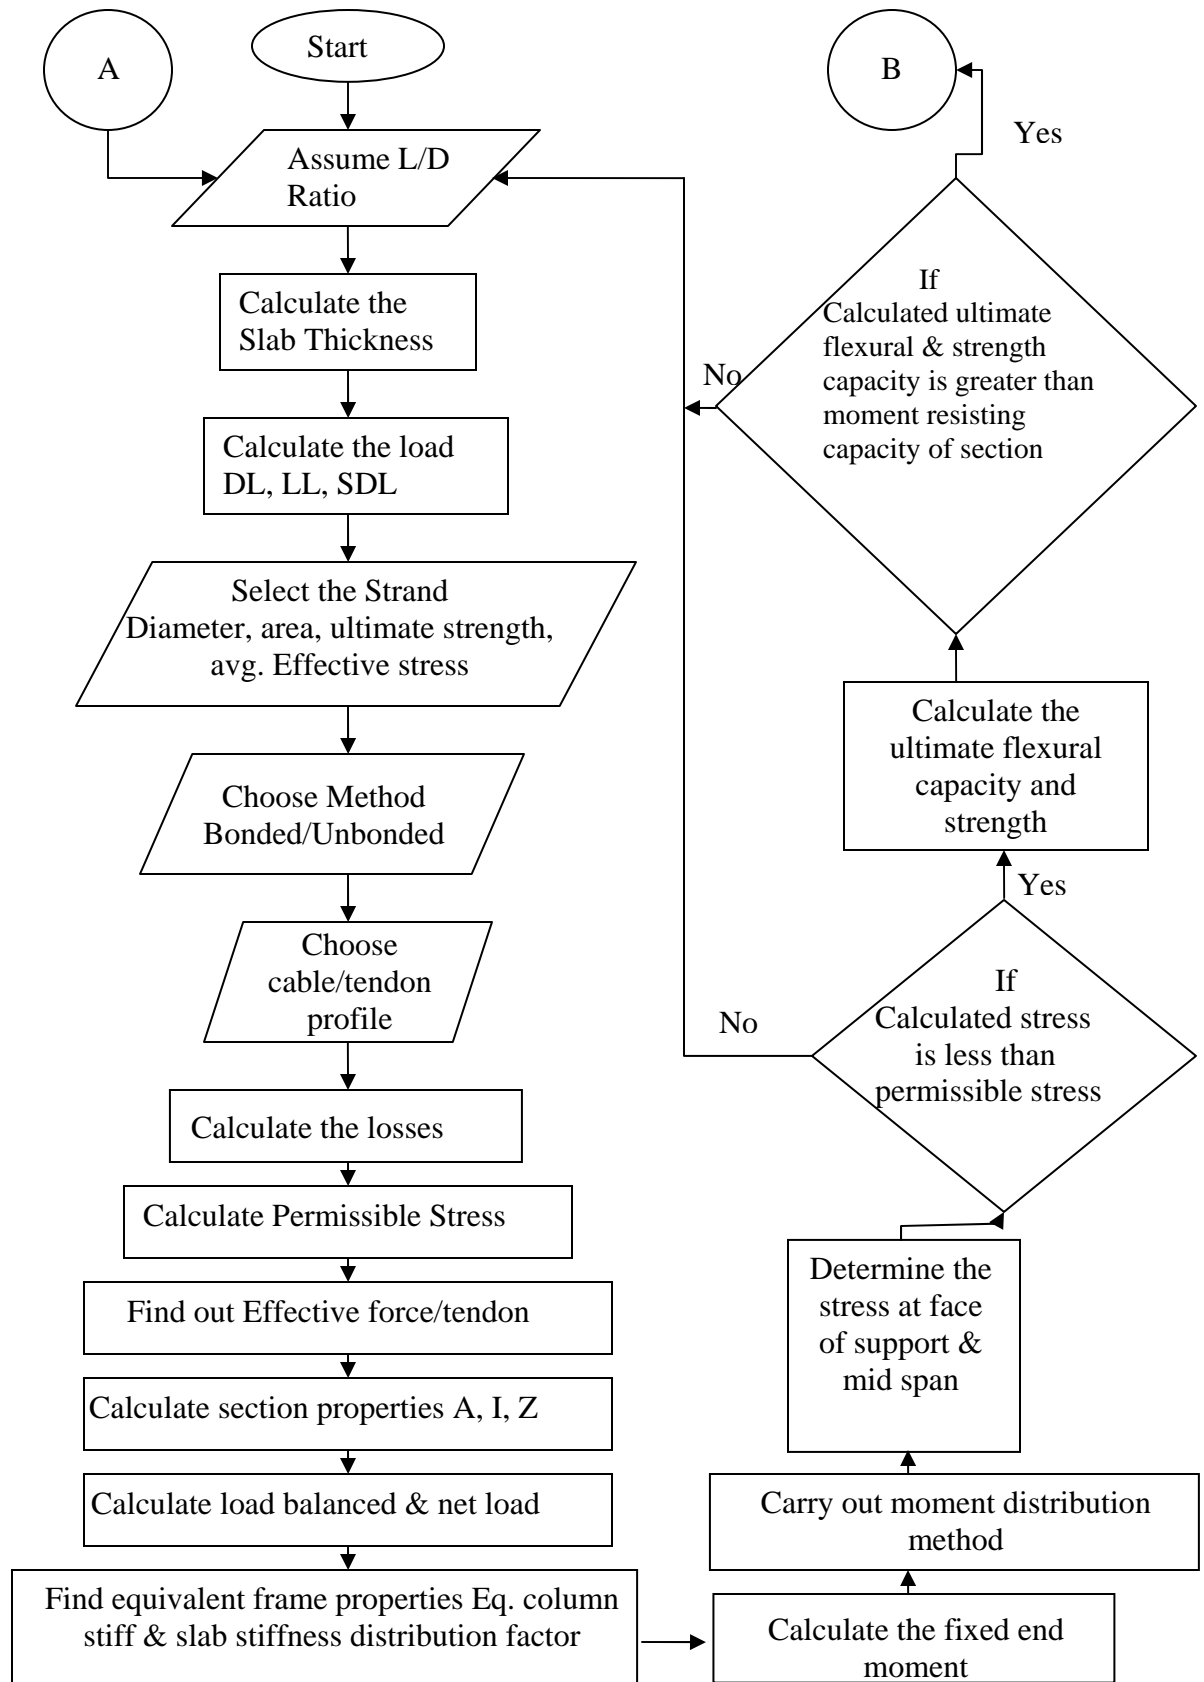 A
Start
Assume L/D
Ratio
Calculate the
Slab Thickness
Calculate the load
DL, LL, SDL
Select the Strand
Diameter, area, ultimate strength,
avg. Effective stress
Choose Method
Bonded/Unbonded
Choose
cable/tendon
profile
Calculate the losses
Calculate Permissible Stress
Find out Effective force/tendon
Calculate section properties A, I, Z
Calculate load balanced & net load
Find equivalent frame properties Eq. column
stiff & slab stiffness distribution factor
Calculate the fixed end
moment
Carry out moment distribution
method
Determine the
stress at face
of support &
mid span
If
Calculated stress
is less than
permissible stress
No
Yes
Calculate the
ultimate flexural
capacity and
strength
If
Calculated ultimate
flexural & strength
capacity is greater than
moment resisting
capacity of section
No
Yes
B